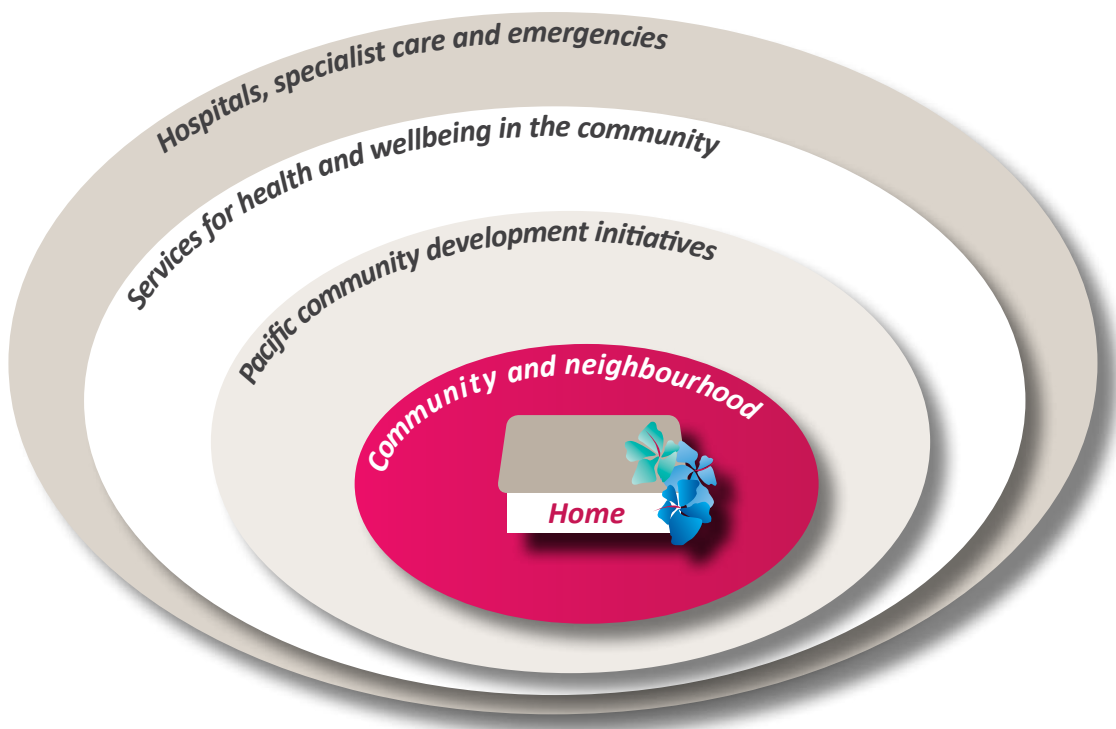 Hospitals, specialist care and emergencies
Services for health and wellbeing in the community
Pacific community development initiatives
Community and neighbourhood
Home